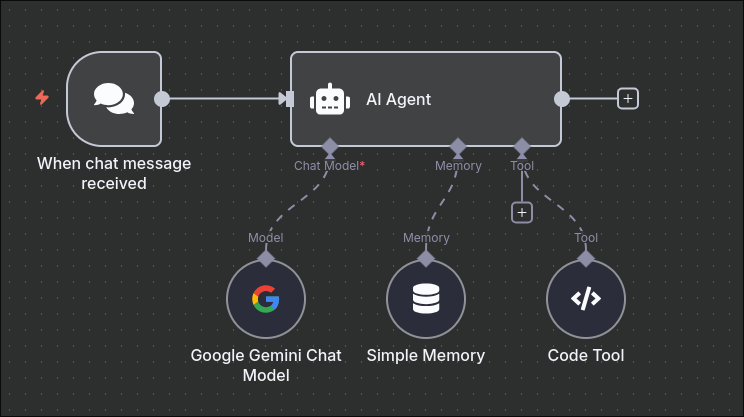 AI Agent
When chat message
received
Chat Model*
Memory
Tool
Model
Memory
Tool
Google Gemini Chat
Model
Simple Memory
Code Tool